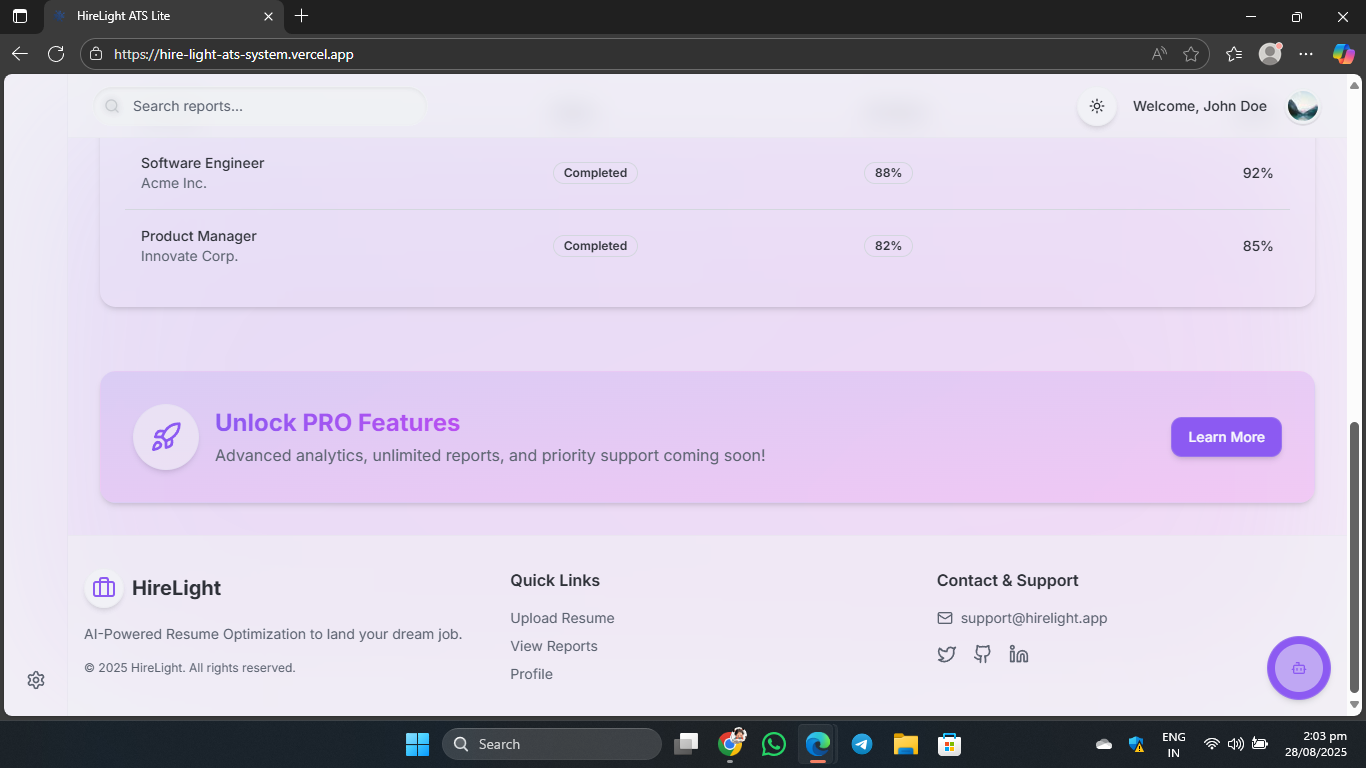 HireLight ATS Lite
https://hire-light-ats-system.vercel.app
Search reports...
Welcome, John Doe
Software Engineer
Acme Inc.
Completed
88%
92%
Product Manager
Innovate Corp.
Completed
82%
85%
Unlock PRO Features
Advanced analytics, unlimited reports, and priority support coming soon!
Learn More
HireLight
AI-Powered Resume Optimization to land your dream job.
© 2025 HireLight. All rights reserved.
Quick Links
Upload Resume
View Reports
Profile
Contact & Support
support@hirelight.app
Search
ENG
IN
2:03 pm
28/08/2025